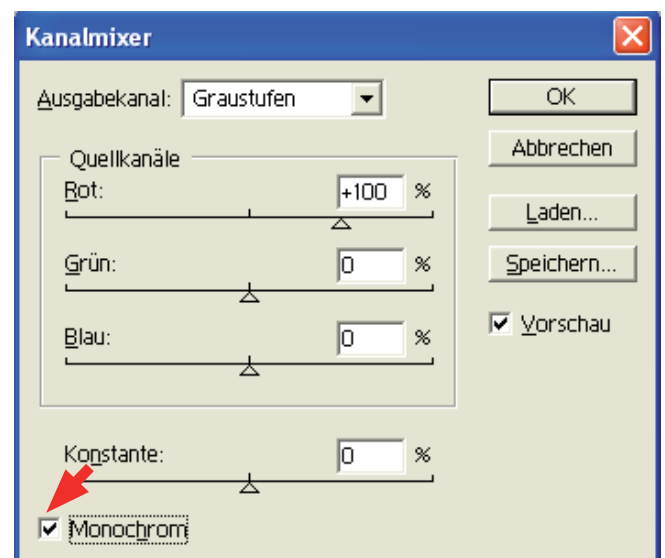 Kanalmixer
Ausgabekanal: Graustufen
OK
Abbrechen
Quellkanäle
Rot: +100 %
Laden...
Grün: 0 %
Speichern...
Vorschau
Blau: 0 %
Konstante: 0 %
Monochrom